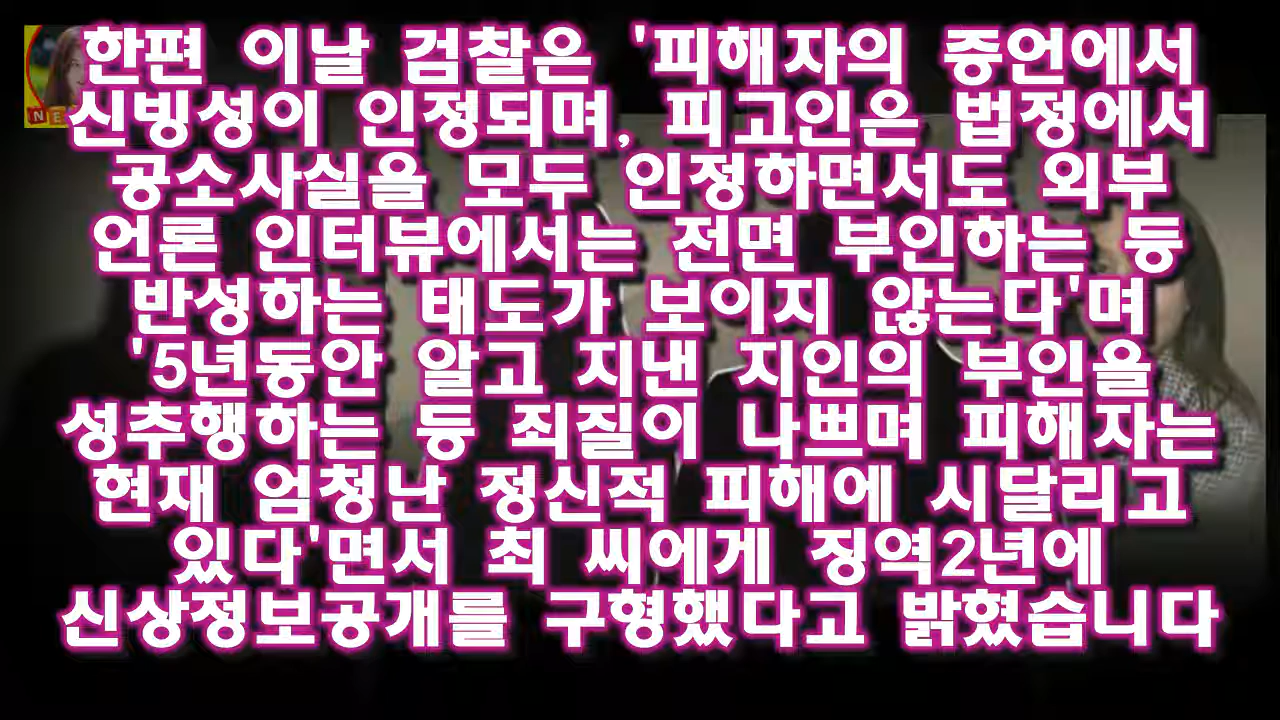 한편 이날 검찰은 '피해자의 증언에서
신빙성이 인정되며, 피고인은 법정에서
공소사실을 모두 인정하면서도 외부
언론 인터뷰에서는 전면 부인하는 등
반성하는 태도가 보이지 않는다'며
'5년동안 알고 지낸 지인의 부인을
성추행하는 등 죄질이 나쁘며 피해자는
현재 엄청난 정신적 피해에 시달리고
있다'면서 최 씨에게 징역2년에
신상정보공개를 구형했다고 밝혔습니다